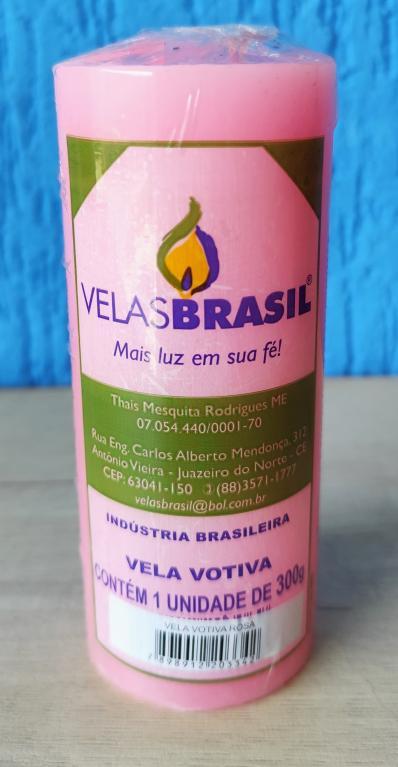 VELASBRASIL®
Mais luz em sua fé!
Thais Mesquita Rodrigues ME
07.054.440/0001-70
Rua Eng. Carlos Alberto Mendonça, 312
Antônio Vieira - Juazeiro do Norte - CE
CEP: 63041-150 (88)3571-1777
velasbrasil@bol.com.br
INDÚSTRIA BRASILEIRA
VELA VOTIVA
CONTÉM 1 UNIDADE DE 300g
VELA VOTIVA ROSA